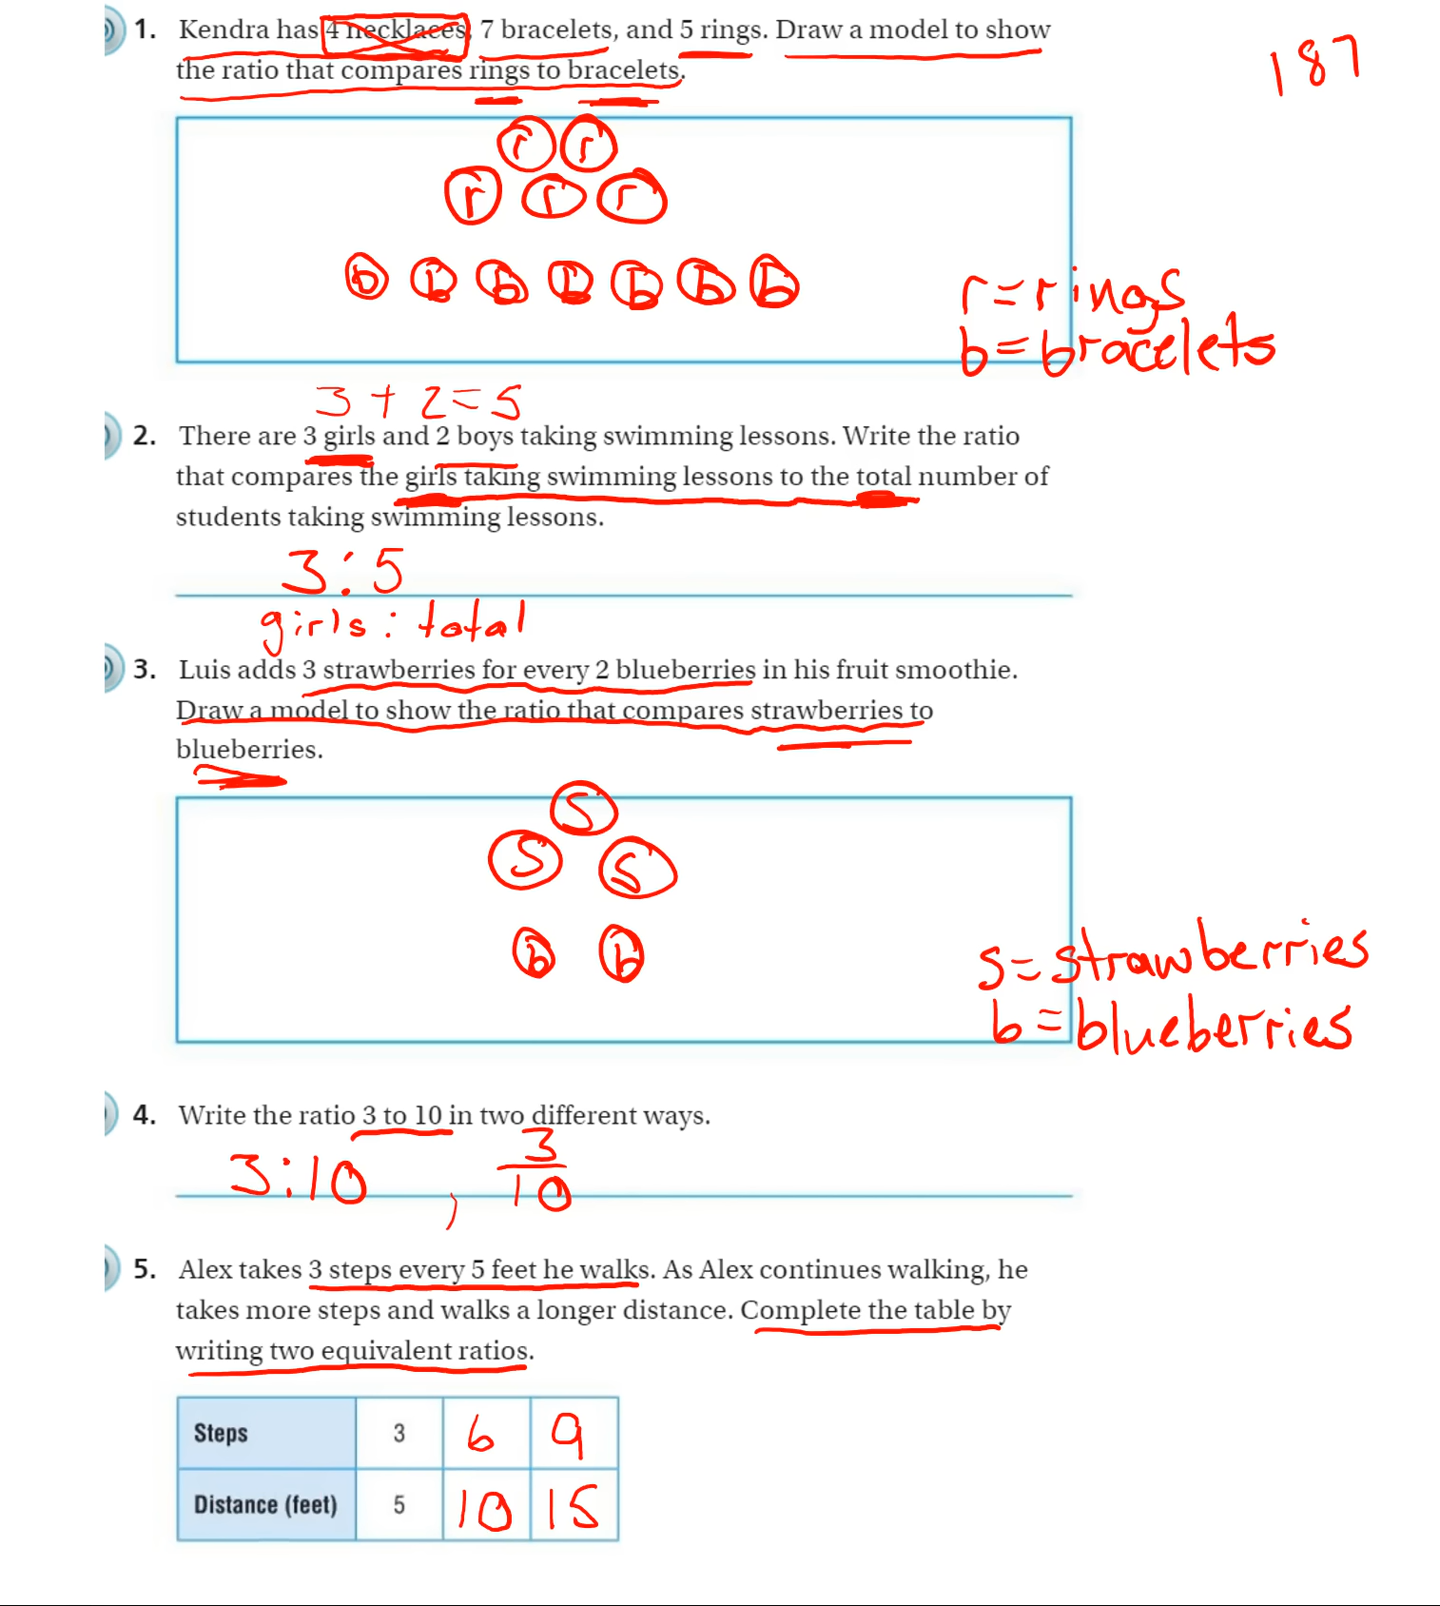 1. Kendra has 4 necklaces, 7 bracelets, and 5 rings. Draw a model to show
the ratio that compares rings to bracelets.
187
r r
r r r
b b b b b b b
r=rings
b=bracelets
3+2=5
2. There are 3 girls and 2 boys taking swimming lessons. Write the ratio
that compares the girls taking swimming lessons to the total number of
students taking swimming lessons.
3:5
girls: total
3. Luis adds 3 strawberries for every 2 blueberries in his fruit smoothie.
Draw a model to show the ratio that compares strawberries to
blueberries.
S
S S
b b
s=strawberries
b=blueberries
4. Write the ratio 3 to 10 in two different ways.
3:10 , 3/10
5. Alex takes 3 steps every 5 feet he walks. As Alex continues walking, he
takes more steps and walks a longer distance. Complete the table by
writing two equivalent ratios.
Steps 3 6 9
Distance (feet) 5 10 15